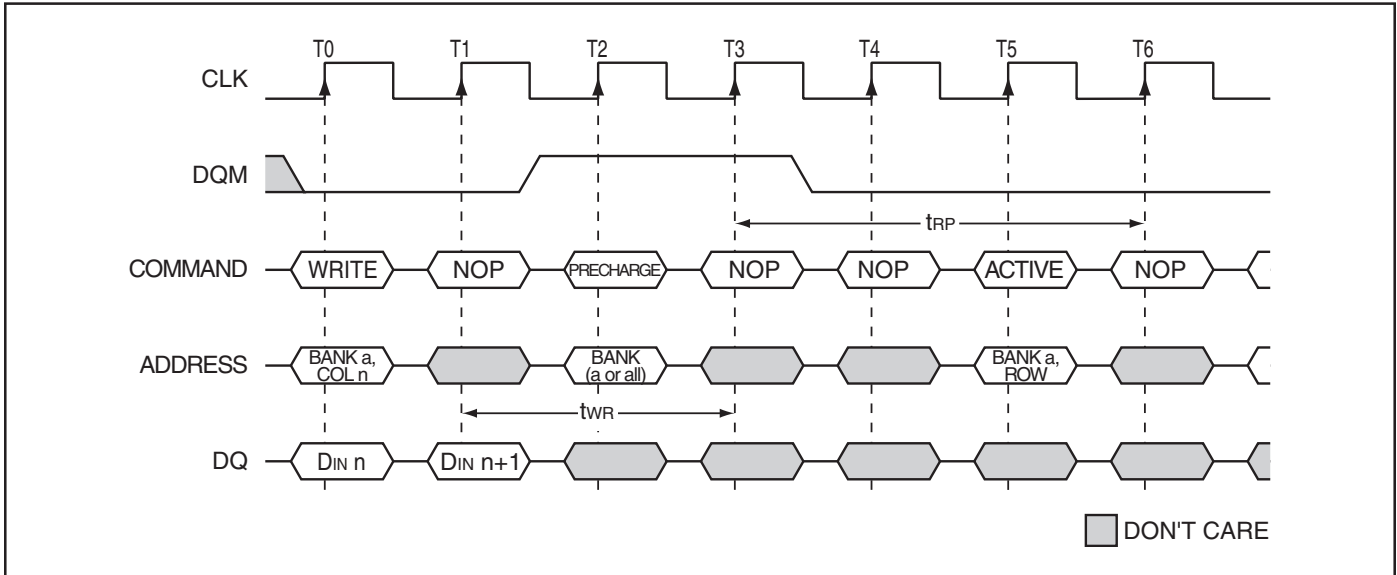 T0 T1 T2 T3 T4 T5 T6
CLK
DQM
tRP
COMMAND WRITE NOP PRECHARGE NOP NOP ACTIVE NOP
ADDRESS BANK a, COL n BANK (a or all) BANK a, ROW
tWR
DQ DIN n DIN n+1
DON'T CARE